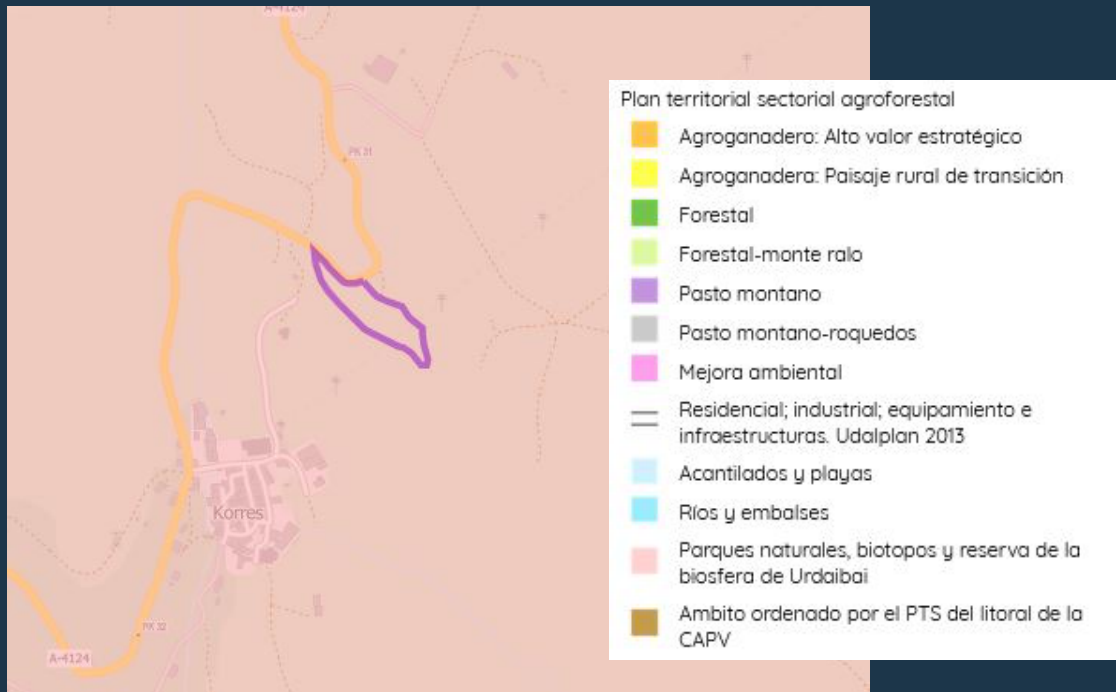 A-4124
PK 31
Korres
PK 32
A-4124
Plan territorial sectorial agroforestal
Agroganadero: Alto valor estratégico
Agroganadera: Paisaje rural de transición
Forestal
Forestal-monte ralo
Pasto montano
Pasto montano-roquedos
Mejora ambiental
Residencial; industrial; equipamiento e
infraestructuras. Udalplan 2013
Acantilados y playas
Ríos y embalses
Parques naturales, biotopos y reserva de la
biosfera de Urdaibai
Ambito ordenado por el PTS del litoral de la
CAPV